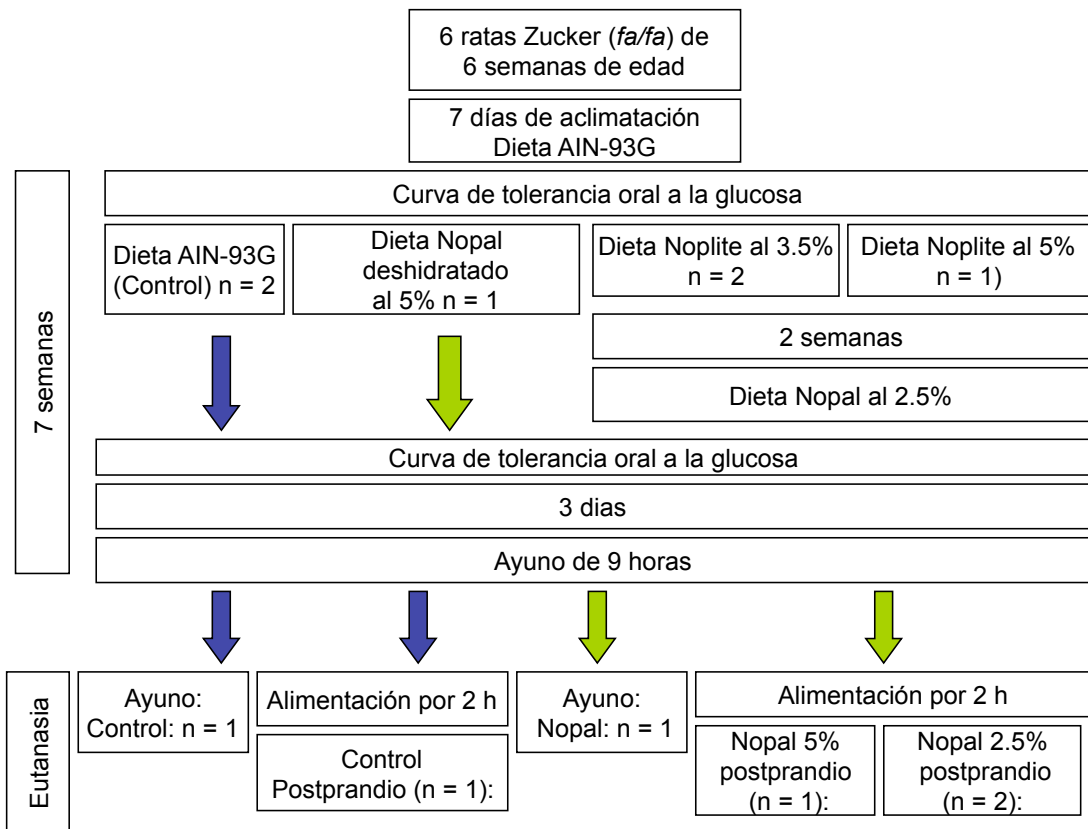 6 ratas Zucker (fa/fa) de
6 semanas de edad
7 días de aclimatación
Dieta AIN-93G
7 semanas
Curva de tolerancia oral a la glucosa
Dieta AIN-93G
(Control) n = 2
Dieta Nopal
deshidratado
al 5% n = 1
Dieta Noplite al 3.5%
n = 2
Dieta Noplite al 5%
n = 1)
2 semanas
Dieta Nopal al 2.5%
Curva de tolerancia oral a la glucosa
3 dias
Ayuno de 9 horas
Eutanasia
Ayuno:
Control: n = 1
Alimentación por 2 h
Control
Postprandio (n = 1):
Ayuno:
Nopal: n = 1
Alimentación por 2 h
Nopal 5%
postprandio
(n = 1):
Nopal 2.5%
postprandio
(n = 2):